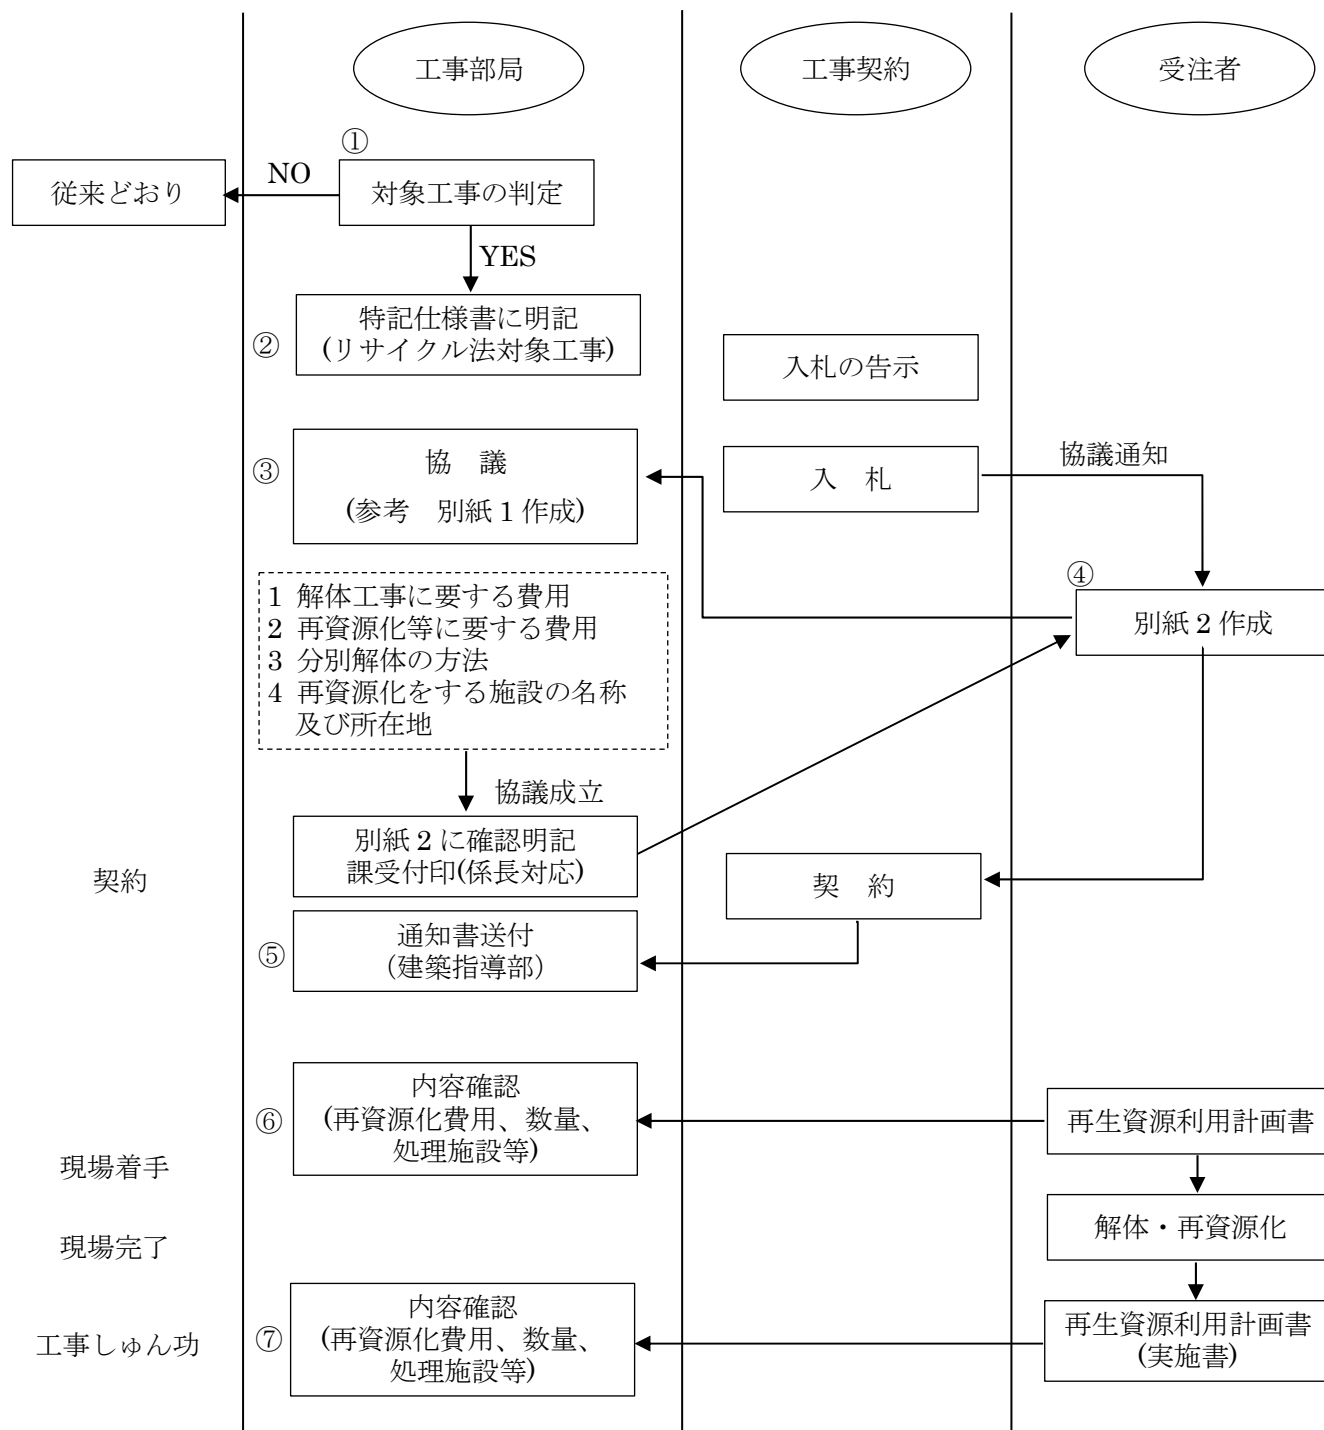 工事部局
工事契約
受注者
①
従来どおり
NO
対象工事の判定
YES
②
特記仕様書に明記
(リサイクル法対象工事)
入札の告示
③
協　議
(参考　別紙 1 作成)
入　札
協議通知
④
別紙 2 作成
1 解体工事に要する費用
2 再資源化等に要する費用
3 分別解体の方法
4 再資源化をする施設の名称
及び所在地
協議成立
別紙 2 に確認明記
課受付印(係長対応)
契約
契　約
⑤
通知書送付
（建築指導部）
⑥
内容確認
(再資源化費用、数量、
処理施設等)
再生資源利用計画書
現場着手
解体・再資源化
現場完了
⑦
内容確認
(再資源化費用、数量、
処理施設等)
再生資源利用計画書
(実施書)
工事しゅん功